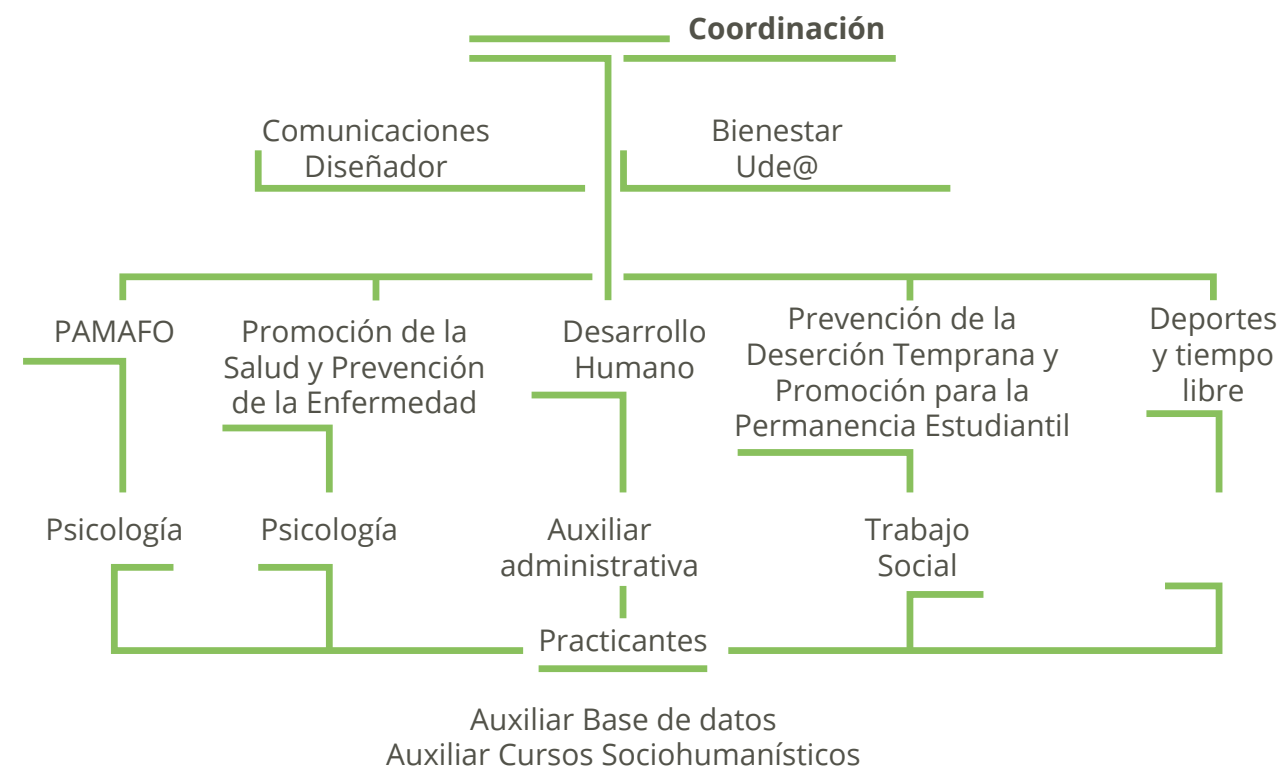 Coordinación
Comunicaciones
Diseñador
Bienestar
Ude@
PAMAFO
Promoción de la
Salud y Prevención
de la Enfermedad
Desarrollo
Humano
Prevención de la
Deserción Temprana y
Promoción para la
Permanencia Estudiantil
Deportes
y tiempo
libre
Psicología
Psicología
Auxiliar
administrativa
Trabajo
Social
Practicantes
Auxiliar Base de datos
Auxiliar Cursos Sociohumanísticos